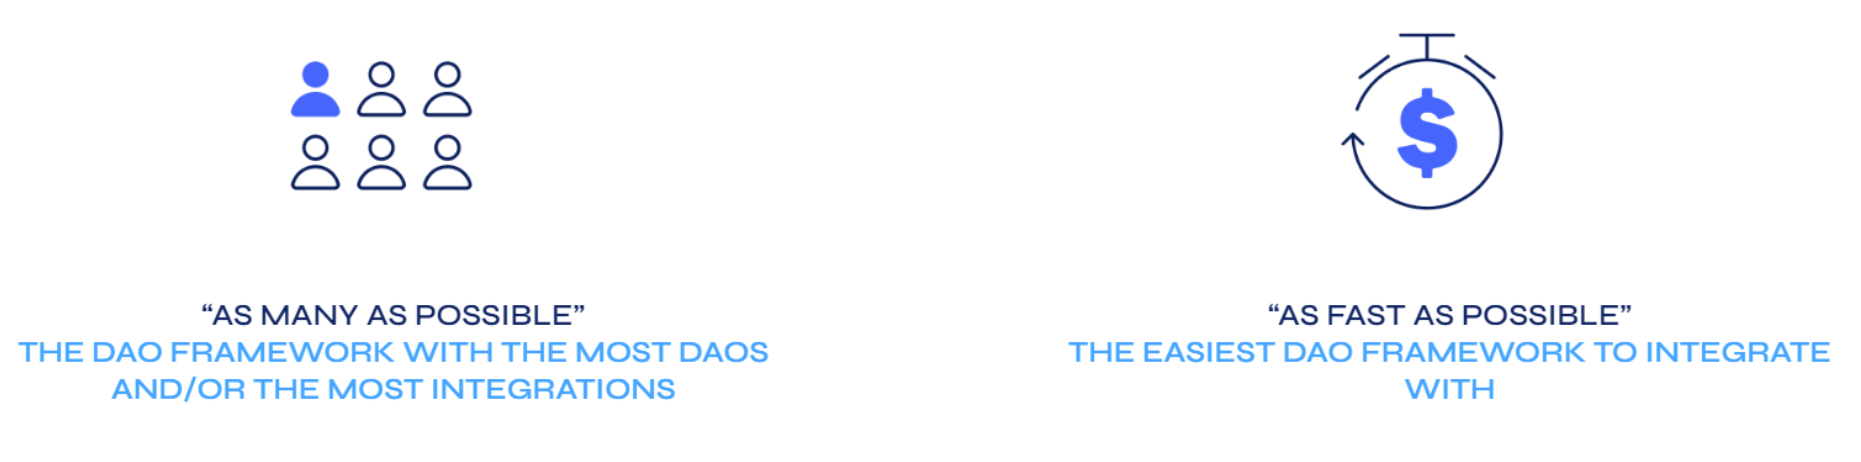 “AS MANY AS POSSIBLE”
THE DAO FRAMEWORK WITH THE MOST DAOS
AND/OR THE MOST INTEGRATIONS
“AS FAST AS POSSIBLE”
THE EASIEST DAO FRAMEWORK TO INTEGRATE
WITH